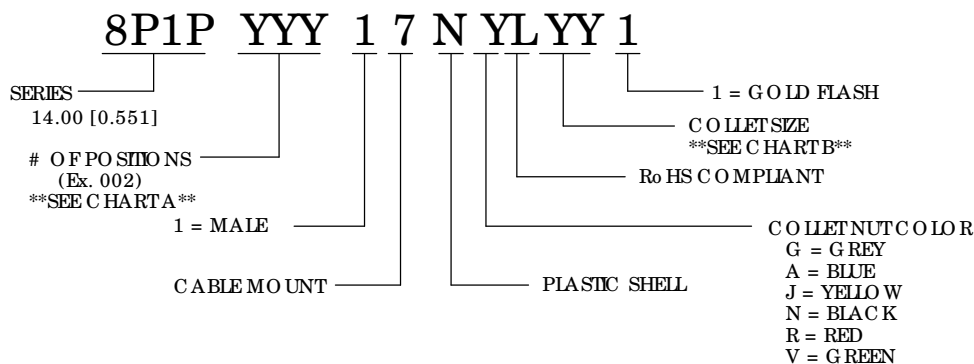 8P1P YYY 1 7 N YL YY 1
SERIES
14.00 [0.551]
# OF POSITIONS
(Ex. 002)
**SEE CHART A**
1 = MALE
CABLE MOUNT
1 = GOLD FLASH
COLLET SIZE
**SEE CHART B**
RoHS COMPLIANT
PLASTIC SHELL
COLLET NUT COLOR
G = GREY
A = BLUE
J = YELLOW
N = BLACK
R = RED
V = GREEN